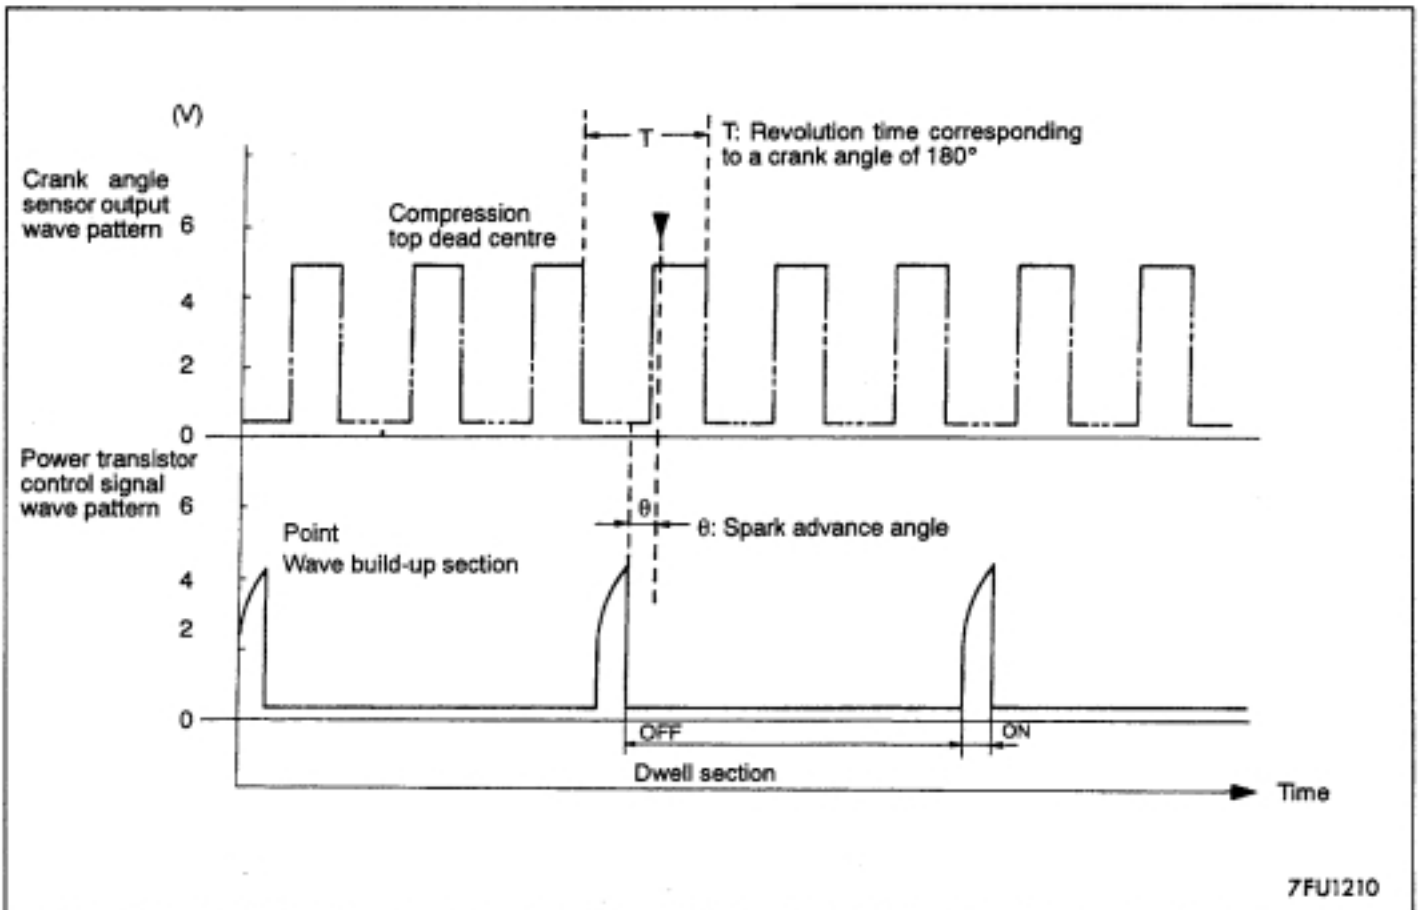 (V)
T
T: Revolution time corresponding
to a crank angle of 180°
Crank angle
sensor output
wave pattern
Compression
top dead centre
6
4
2
0
Power transistor
control signal
wave pattern
6
4
2
0
Point
Wave build-up section
θ
θ: Spark advance angle
OFF
ON
Dwell section
Time
7FU1210